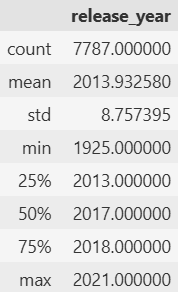 release_year
count 7787.000000
mean 2013.932580
std 8.757395
min 1925.000000
25% 2013.000000
50% 2017.000000
75% 2018.000000
max 2021.000000